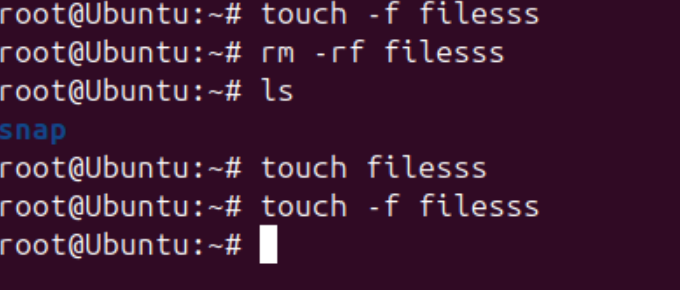 root@Ubuntu:~# touch -f filesss
root@Ubuntu:~# rm -rf filesss
root@Ubuntu:~# ls
snap
root@Ubuntu:~# touch filesss
root@Ubuntu:~# touch -f filesss
root@Ubuntu:~#